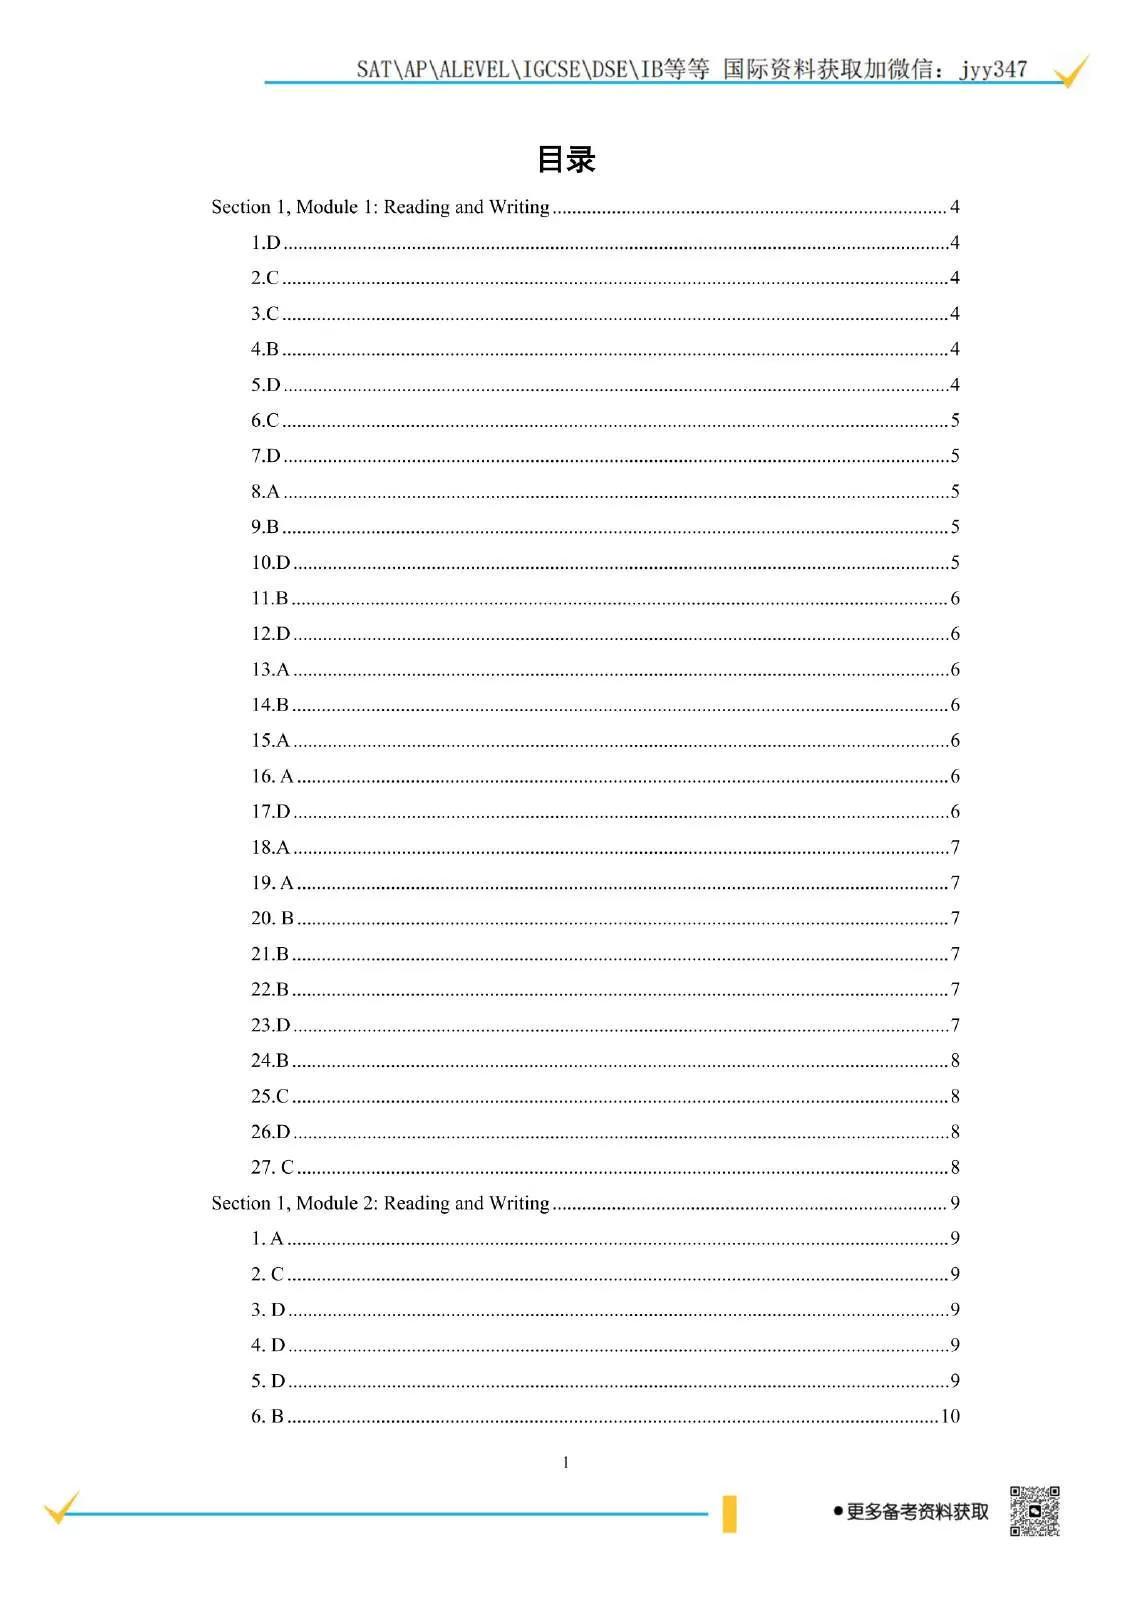 SAT\AP\ALEVEL\IGCSE\DSE\IB等等 国际资料获取加微信：jyy347
目录
Section 1, Module 1: Reading and Writing........................................ 4
1.D........................................4
2.C........................................4
3.C........................................4
4.B........................................4
5.D........................................4
6.C........................................5
7.D........................................5
8.A........................................5
9.B........................................5
10.D........................................5
11.B........................................6
12.D........................................6
13.A........................................6
14.B........................................6
15.A........................................6
16. A........................................6
17.D........................................6
18.A........................................7
19. A........................................7
20. B........................................7
21.B........................................7
22.B........................................7
23.D........................................7
24.B........................................8
25.C........................................8
26.D........................................8
27. C........................................8
Section 1, Module 2: Reading and Writing........................................ 9
1. A........................................9
2. C........................................9
3. D........................................9
4. D........................................9
5. D........................................9
6. B........................................10
1
●更多备考资料获取